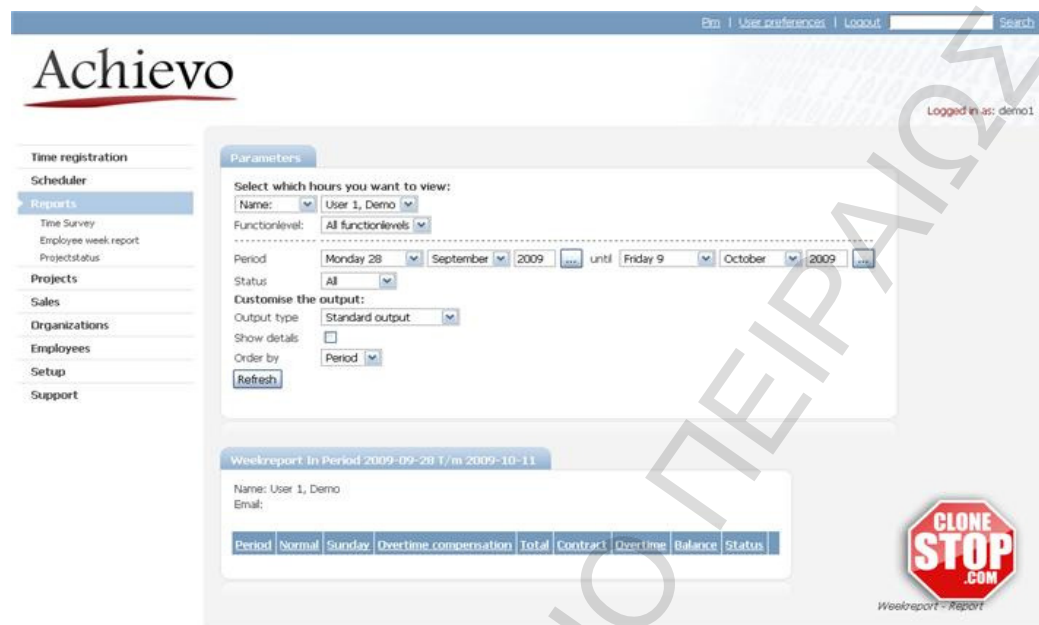 Pim | User preferences | Logout Search
Achievo
Logged in as: demo1
Time registration
Scheduler
Reports
Time Survey
Employee week report
Projectstatus
Projects
Sales
Organizations
Employees
Setup
Support
Parameters
Select which hours you want to view:
Name: User 1, Demo
Functionlevel: All functionlevels
Period Monday 28 September 2009 ... until Friday 9 October 2009 ...
Status All
Customise the output:
Output type Standard output
Show details
Order by Period
Refresh
Weekreport In Period 2009-09-28 T/m 2009-10-11
Name: User 1, Demo
Email:
Period Normal Sunday Overtime compensation Total Contract Overtime Balance Status
CLONE
STOP
.COM
Weekreport - Report
ΠΕΙΡΑΙΩΣ